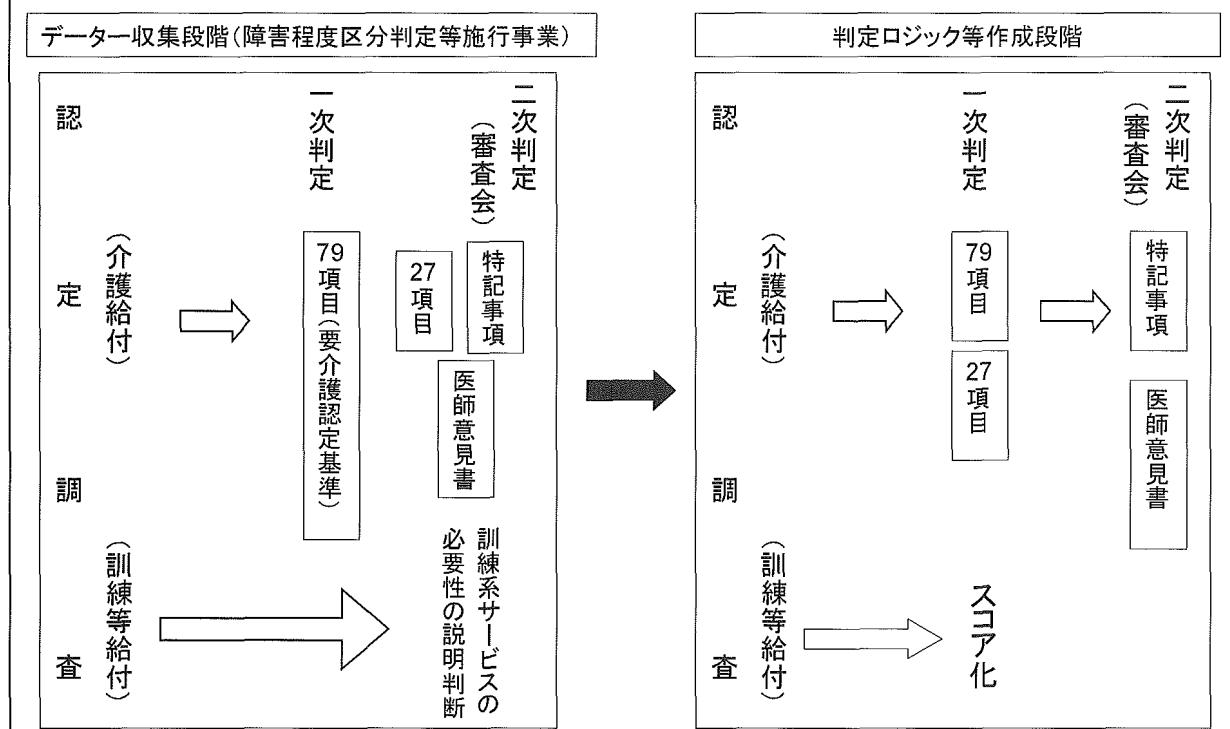 データー収集段階(障害程度区分判定等施行事業)
認定調査
(介護給付)
(訓練等給付)
一次判定
79項目(要介護認定基準)
二次判定
(審査会)
特記事項
27項目
医師意見書
訓練系サービスの
必要性の説明判断
判定ロジック等作成段階
認定調査
(介護給付)
(訓練等給付)
一次判定
79項目
27項目
スコア化
二次判定
(審査会)
特記事項
医師意見書